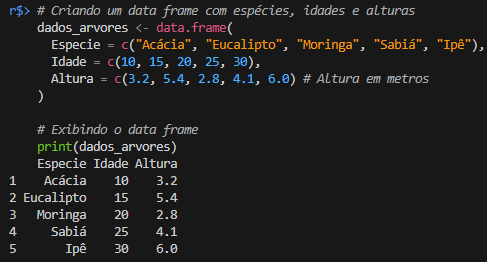 r$> # Criando um data frame com espécies, idades e alturas
dados_arvores <- data.frame(
Especie = c("Acácia", "Eucalipto", "Moringa", "Sabiá", "Ipê"),
Idade = c(10, 15, 20, 25, 30),
Altura = c(3.2, 5.4, 2.8, 4.1, 6.0) # Altura em metros
)
# Exibindo o data frame
print(dados_arvores)
Especie Idade Altura
1 Acácia 10 3.2
2 Eucalipto 15 5.4
3 Moringa 20 2.8
4 Sabiá 25 4.1
5 Ipê 30 6.0